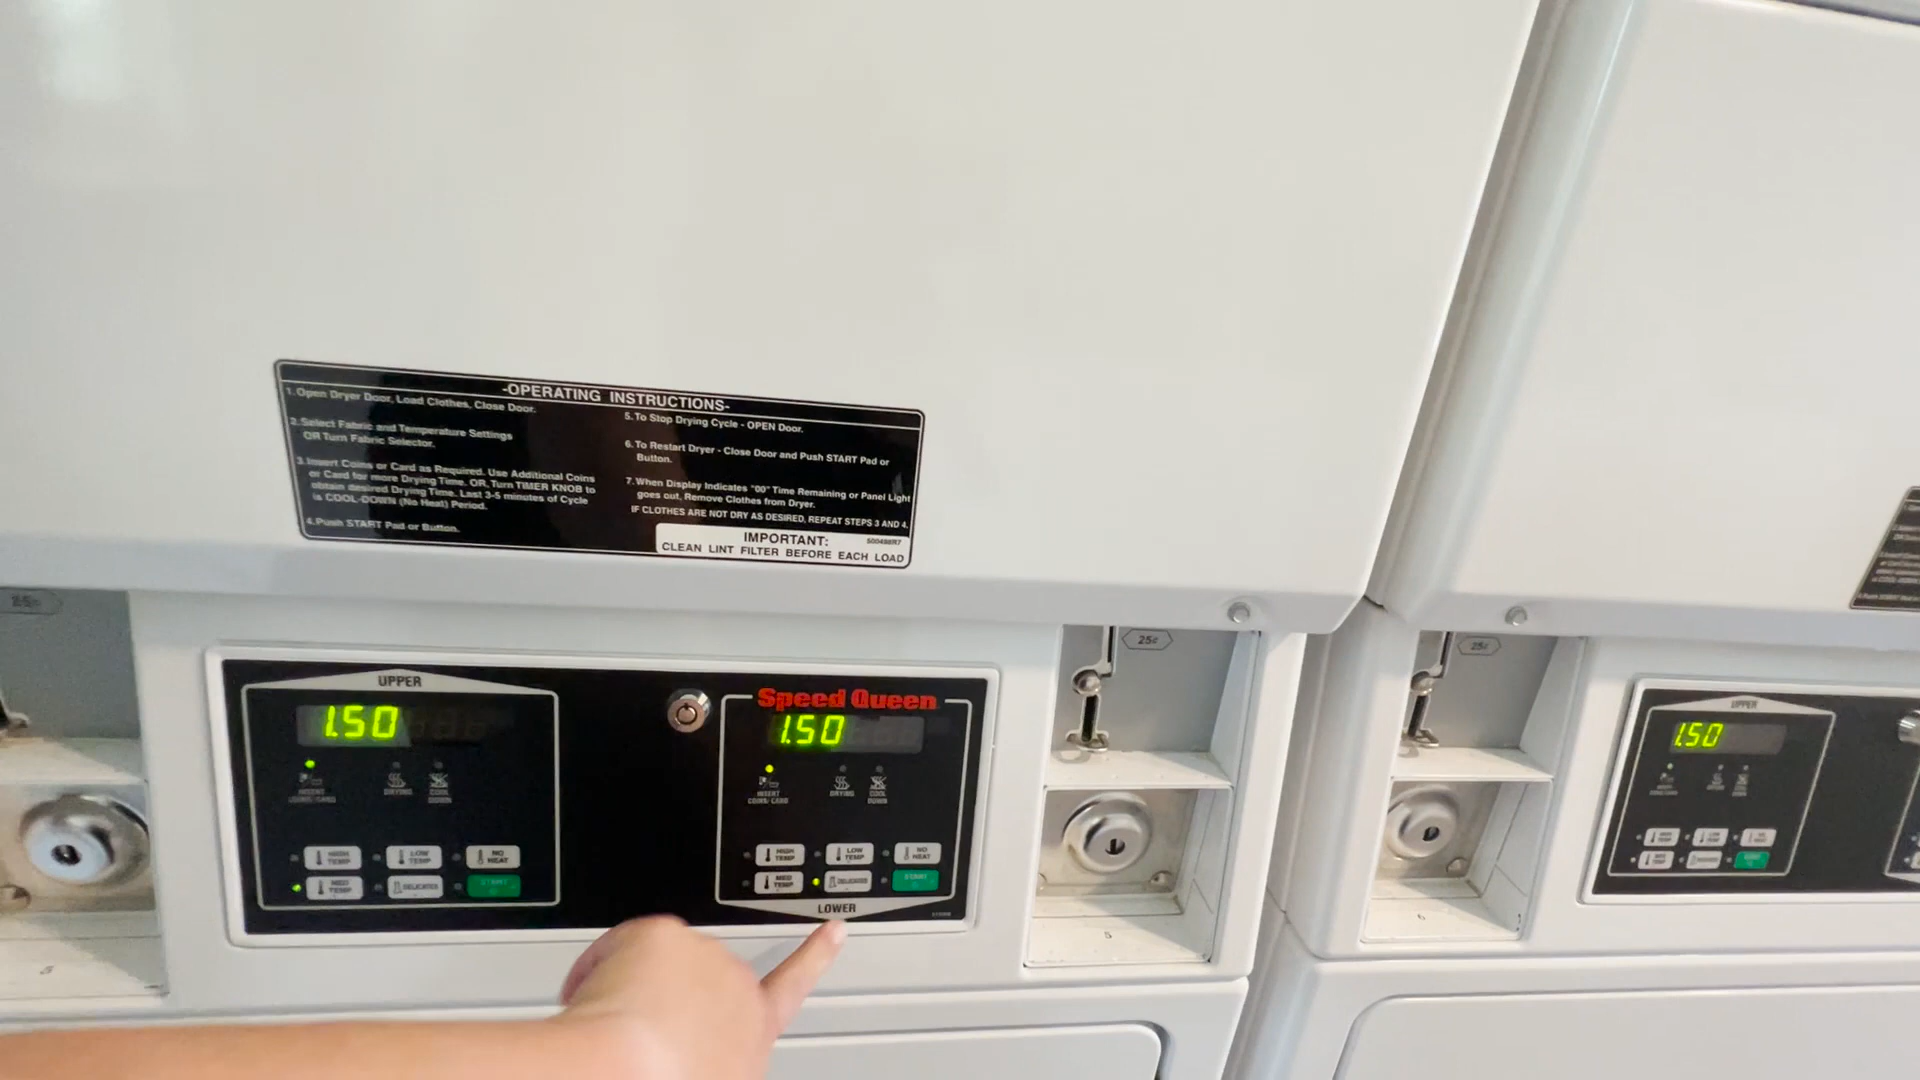 -OPERATING INSTRUCTIONS-
1. Open Dryer Door, Load Clothes, Close Door.
2. Select Fabric and Temperature Settings
OR Turn Fabric Selector.
3. Insert Coins or Card as Required. Use Additional Coins
or Card for more Drying Time. OR, Turn TIMER KNOB to
obtain desired Drying Time. Last 3-5 minutes of Cycle
is COOL-DOWN (No Heat) Period.
4. Push START Pad or Button.
5. To Stop Drying Cycle - OPEN Door.
6. To Restart Dryer - Close Door and Push START Pad or
Button.
7. When Display Indicates "00" Time Remaining or Panel Light
goes out, Remove Clothes from Dryer.
IF CLOTHES ARE NOT DRY AS DESIRED, REPEAT STEPS 3 AND 4.
IMPORTANT:
CLEAN LINT FILTER BEFORE EACH LOAD
25¢
UPPER
1.50
INSERT
COINS/CARD
DRYING
COOL
DOWN
HIGH
TEMP
LOW
TEMP
NO
HEAT
MED
TEMP
DELICATES
START
Speed Queen
1.50
INSERT
COINS/CARD
DRYING
COOL
DOWN
HIGH
TEMP
LOW
TEMP
NO
HEAT
MED
TEMP
DELICATES
START
LOWER
25¢
5
25¢
6
UPPER
1.50